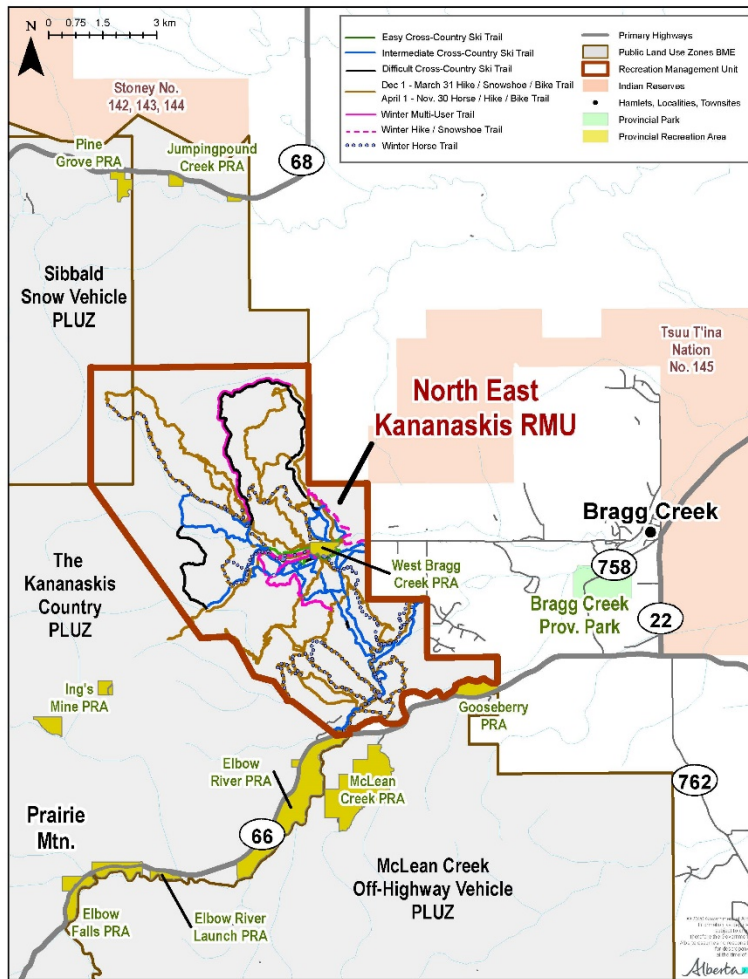 N
0 0.75 1.5 3 km
Easy Cross-Country Ski Trail
Intermediate Cross-Country Ski Trail
Difficult Cross-Country Ski Trail
Dec 1 - March 31 Hike / Snowshoe / Bike Trail
April 1 - Nov. 30 Horse / Hike / Bike Trail
Winter Multi-User Trail
Winter Hike / Snowshoe Trail
Winter Horse Trail
Primary Highways
Public Land Use Zones BME
Recreation Management Unit
Indian Reserves
Hamlets, Localities, Townsites
Provincial Park
Provincial Recreation Area
Stoney No.
142, 143, 144
Pine
Grove PRA
Jumpingpound
Creek PRA
68
Sibbald
Snow Vehicle
PLUZ
Tsuu T'ina
Nation
No. 145
North East
Kananaskis RMU
Bragg Creek
West Bragg
Creek PRA
758
The
Kananaskis
Country
PLUZ
Bragg Creek
Prov. Park
22
Ing's
Mine PRA
Gooseberry
PRA
Elbow
River PRA
McLean
Creek PRA
762
Prairie
Mtn.
66
McLean Creek
Off-Highway Vehicle
PLUZ
Elbow
Falls PRA
Elbow River
Launch PRA
Alberta